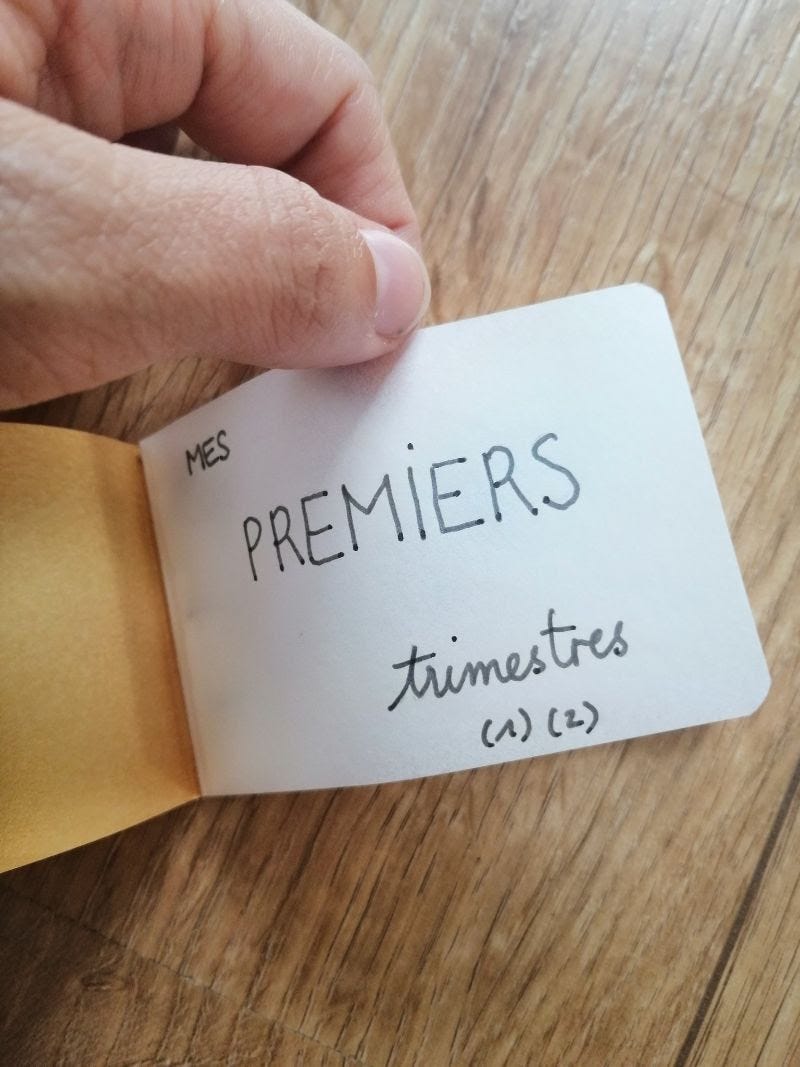 MES
PREMIERS
trimestres
(1) (2)